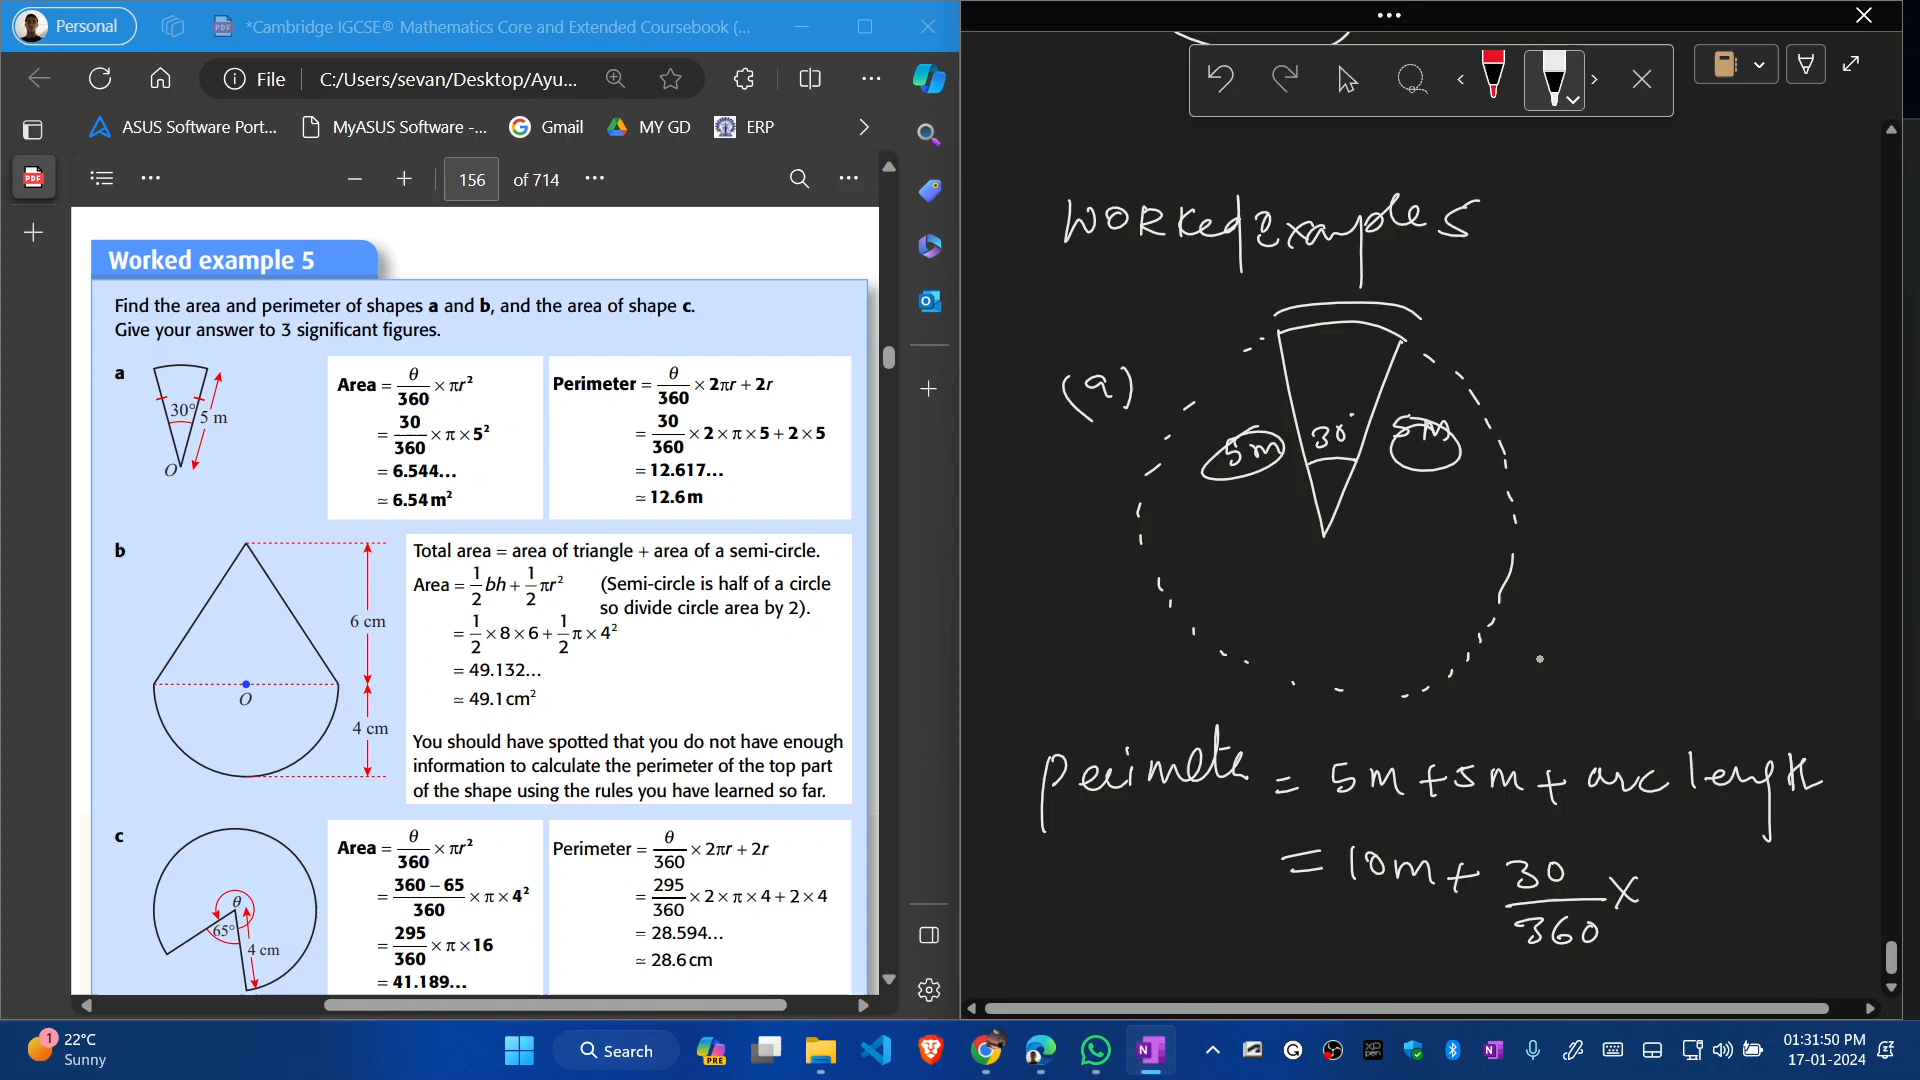 Personal
*Cambridge IGCSE® Mathematics Core and Extended Coursebook (...
File
C:/Users/sevan/Desktop/Ayu...
ASUS Software Port...
MyASUS Software -...
Gmail
MY GD
ERP
156 of 714
Worked example 5
Find the area and perimeter of shapes a and b, and the area of shape c.
Give your answer to 3 significant figures.
a
30°
5 m
O
Area = θ/360 × πr²
= 30/360 × π × 5²
= 6.544...
≃ 6.54 m²
Perimeter = θ/360 × 2πr + 2r
= 30/360 × 2 × π × 5 + 2 × 5
= 12.617...
≃ 12.6 m
b
6 cm
O
4 cm
Total area = area of triangle + area of a semi-circle.
Area = 1/2 bh + 1/2 πr² (Semi-circle is half of a circle
so divide circle area by 2).
= 1/2 × 8 × 6 + 1/2 π × 4²
= 49.132...
≃ 49.1 cm²
You should have spotted that you do not have enough
information to calculate the perimeter of the top part
of the shape using the rules you have learned so far.
c
θ
65°
4 cm
Area = θ/360 × πr²
= 360 − 65/360 × π × 4²
= 295/360 × π × 16
= 41.189...
Perimeter = θ/360 × 2πr + 2r
= 295/360 × 2 × π × 4 + 2 × 4
= 28.594...
≃ 28.6 cm
Worked example 5
(a)
5m
30°
5m
Perimeter = 5m + 5m + arc length
= 10m + 30/360 ×
1
22°C
Sunny
Search
PRE
01:31:50 PM
17-01-2024